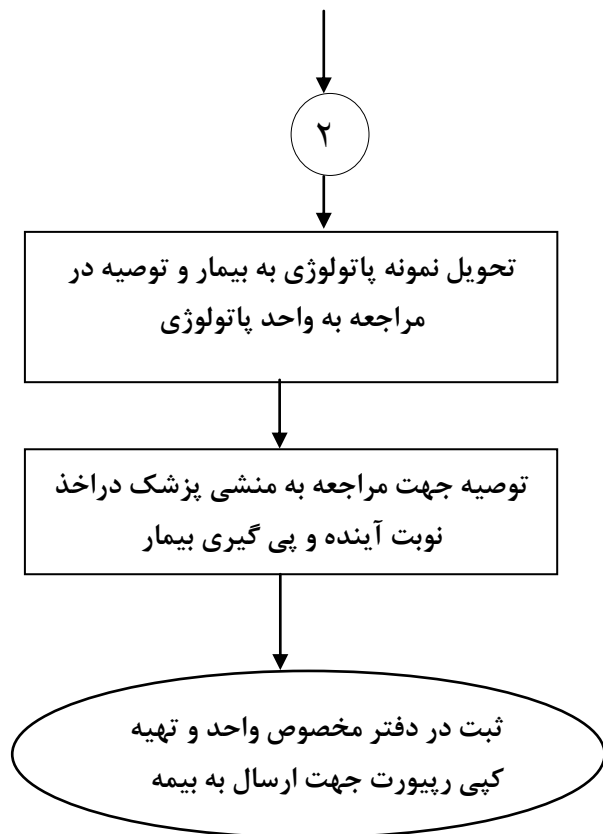 ۲
تحویل نمونه پاتولوژی به بیمار و توصیه در
مراجعه به واحد پاتولوژی
توصیه جهت مراجعه به منشی پزشک دراخذ
نوبت آینده و پی گیری بیمار
ثبت در دفتر مخصوص واحد و تهیه
کپی رپیورت جهت ارسال به بیمه